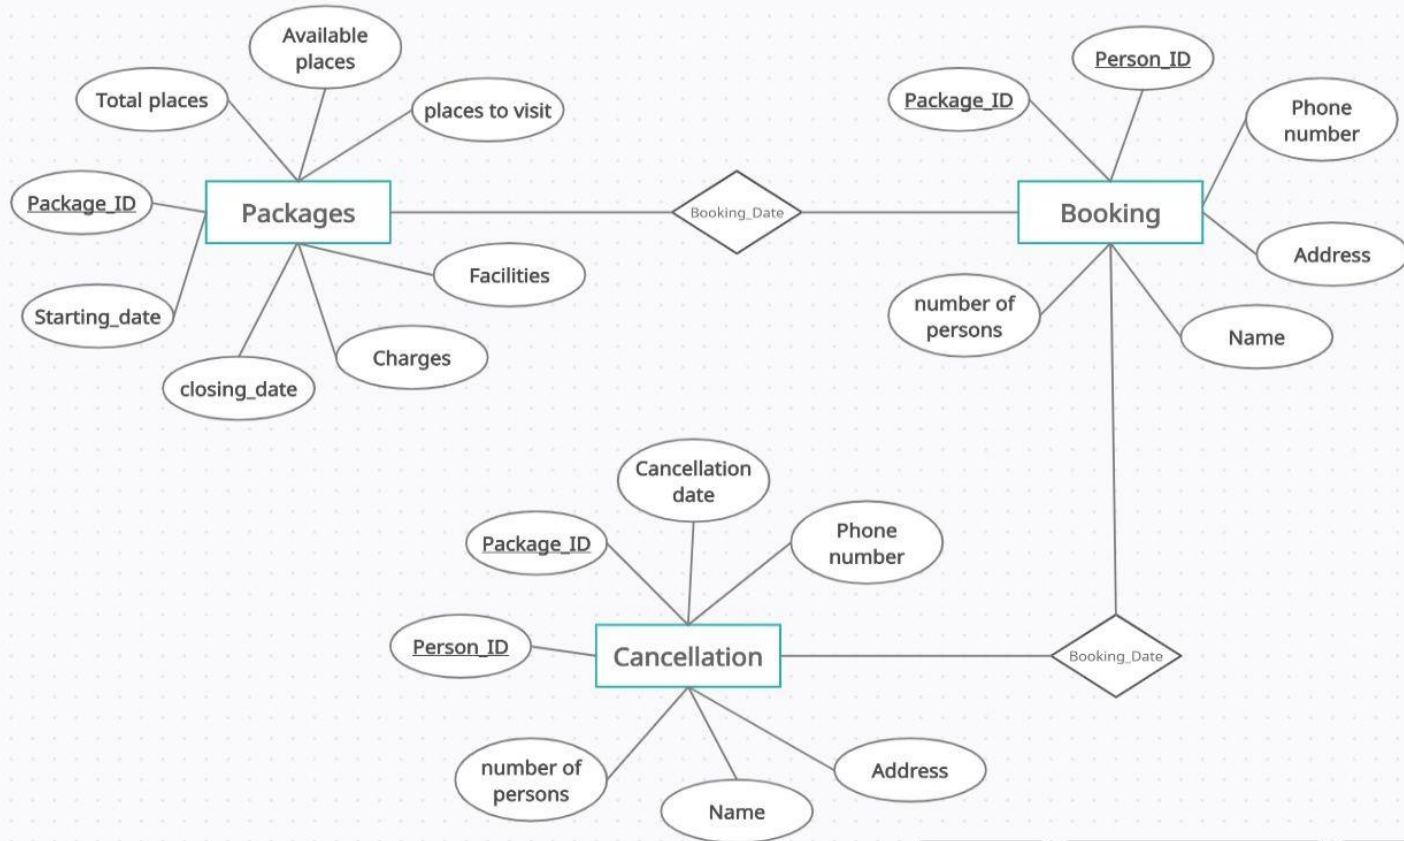 Available
places
Total places
places to visit
Package_ID
Packages
Starting_date
closing_date
Charges
Facilities
Booking_Date
Package_ID
Person_ID
Phone
number
Booking
Address
number of
persons
Name
Cancellation
date
Package_ID
Phone
number
Person_ID
Cancellation
Booking_Date
number of
persons
Name
Address